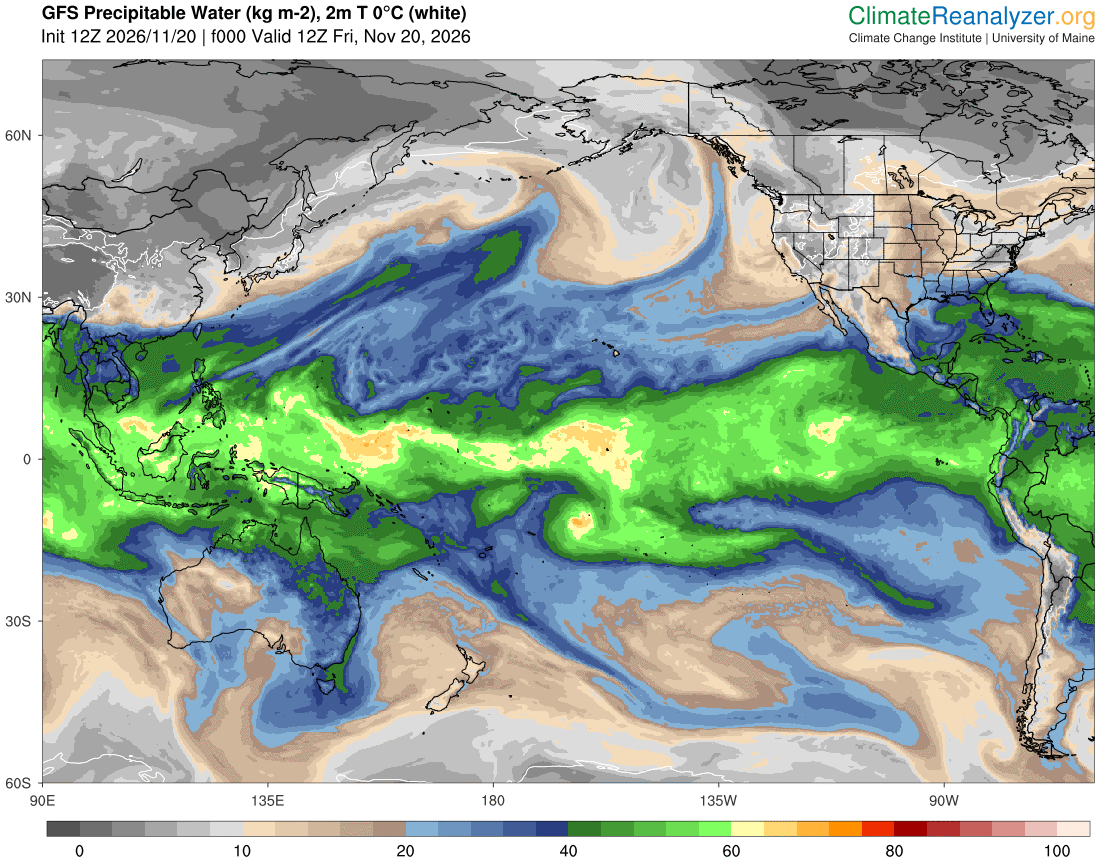 GFS Precipitable Water (kg m-2), 2m T 0°C (white)
Init 12Z 2026/11/20 | f000 Valid 12Z Fri, Nov 20, 2026
ClimateReanalyzer.org
Climate Change Institute | University of Maine
60N
30N
0
30S
60S
90E 135E 180 135W 90W
0 10 20 40 60 80 100